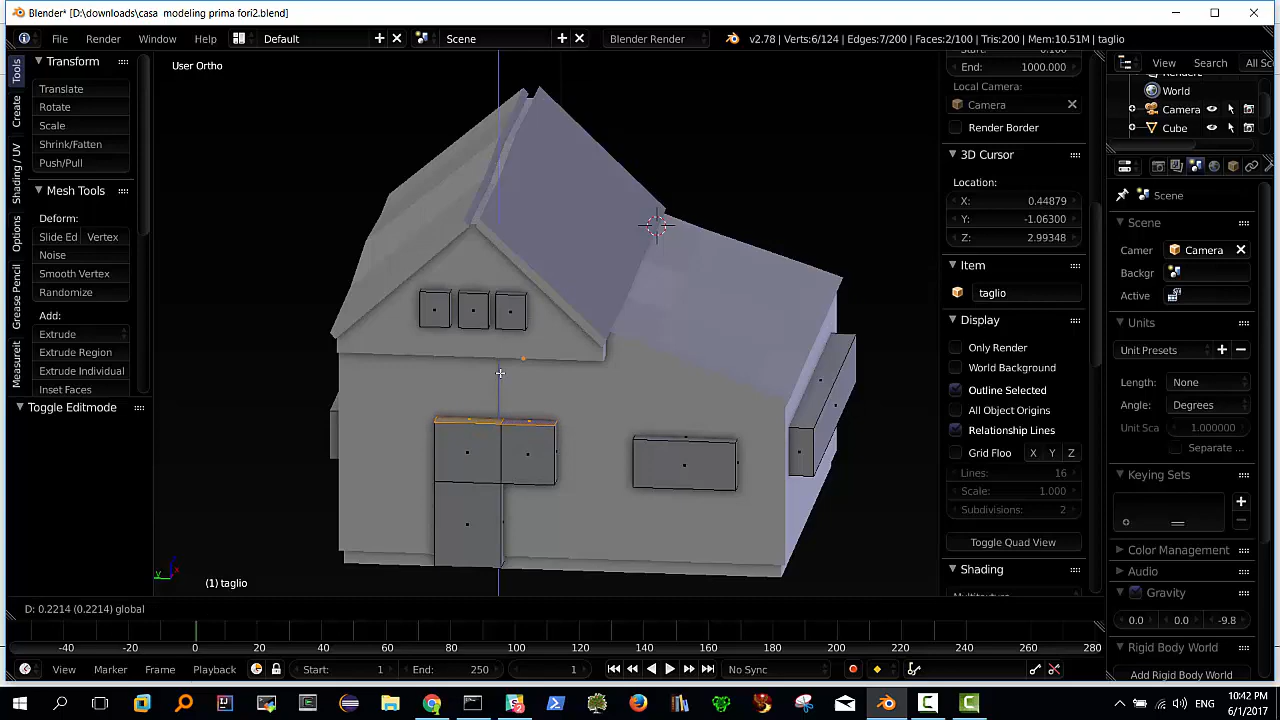 Blender* [D:\downloads\casa  modeling prima fori2.blend]
File Render Window Help Default Scene Blender Render v2.78 | Verts:6/124 | Edges:7/200 | Faces:2/100 | Tris:200 | Mem:10.51M | taglio
Tools
Create
Shading / UV
Options
Grease Pencil
Measureit
Transform
Translate
Rotate
Scale
Shrink/Fatten
Push/Pull
Mesh Tools
Deform:
Slide Ed Vertex
Noise
Smooth Vertex
Randomize
Add:
Extrude
Extrude Region
Extrude Individual
Inset Faces
Toggle Editmode
User Ortho
(1) taglio
End: 1000.000
Local Camera:
Camera
Render Border
3D Cursor
Location:
X: 0.44879
Y: -1.06300
Z: 2.99348
Item
taglio
Display
Only Render
World Background
Outline Selected
All Object Origins
Relationship Lines
Grid Floo X Y Z
Lines: 16
Scale: 1.000
Subdivisions: 2
Toggle Quad View
Shading
View Search All Sc
World
Camera
Cube
Scene
Scene
Camer Camera
Backgr
Active
Units
Unit Presets
Length: None
Angle: Degrees
Unit Sca 1.000000
Separate ...
Keying Sets
Color Management
Audio
Gravity
0.0 0.0 -9.8
Rigid Body World
Add Rigid Body World
D: 0.2214 (0.2214) global
-40 -20 0 20 40 60 80 100 120 140 160 180 200 220 240 260 280
View Marker Frame Playback Start: 1 End: 250 1 No Sync
10:42 PM
6/1/2017